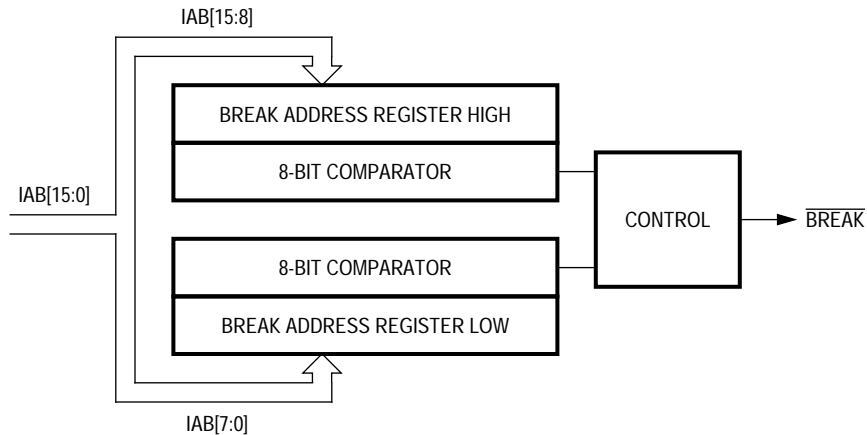 IAB[15:8]
BREAK ADDRESS REGISTER HIGH
8-BIT COMPARATOR
IAB[15:0]
CONTROL
BREAK
8-BIT COMPARATOR
BREAK ADDRESS REGISTER LOW
IAB[7:0]